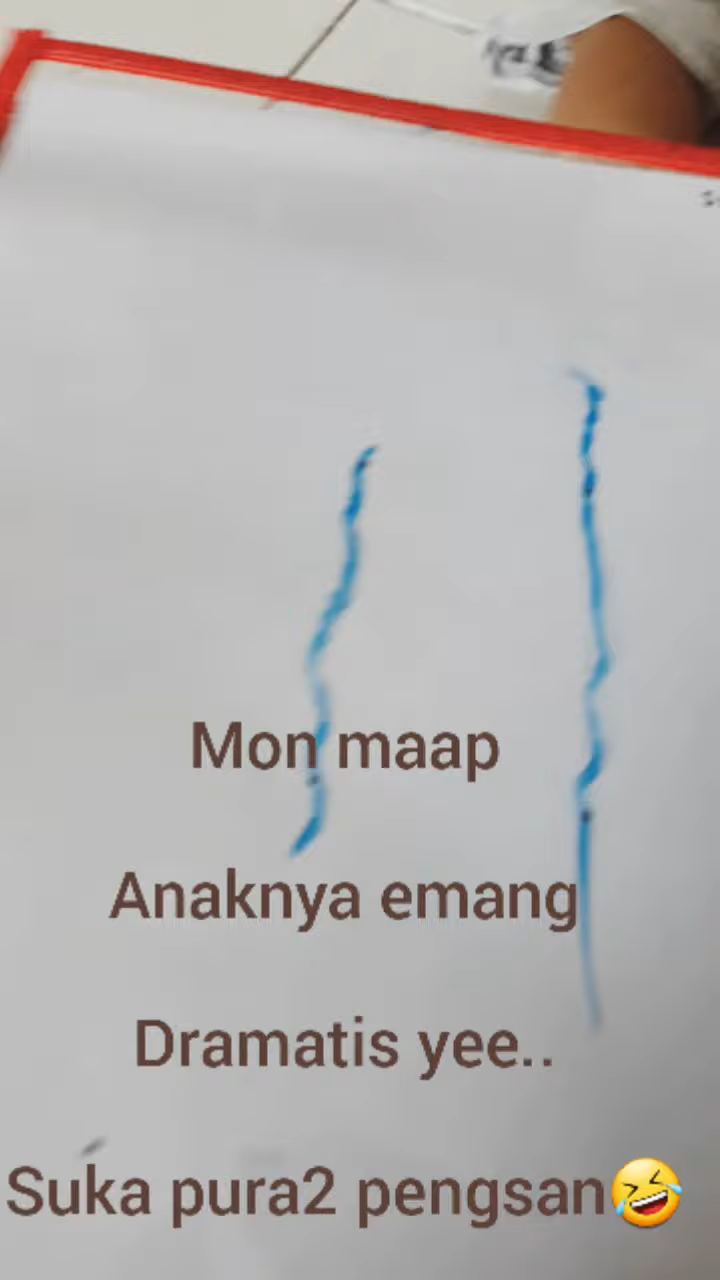 Mon maap
Anaknya emang
Dramatis yee..
Suka pura2 pengsan🤣